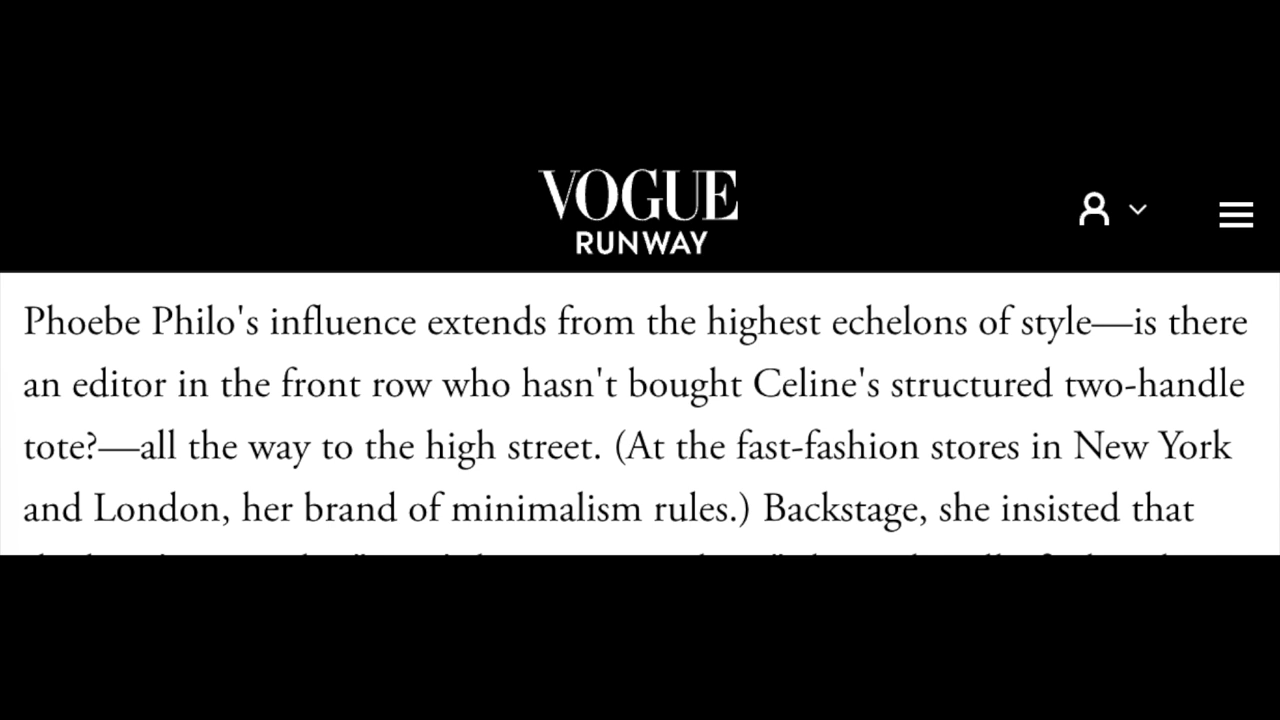 VOGUE
RUNWAY
Phoebe Philo's influence extends from the highest echelons of style—is there
an editor in the front row who hasn't bought Celine's structured two-handle
tote?—all the way to the high street. (At the fast-fashion stores in New York
and London, her brand of minimalism rules.) Backstage, she insisted that